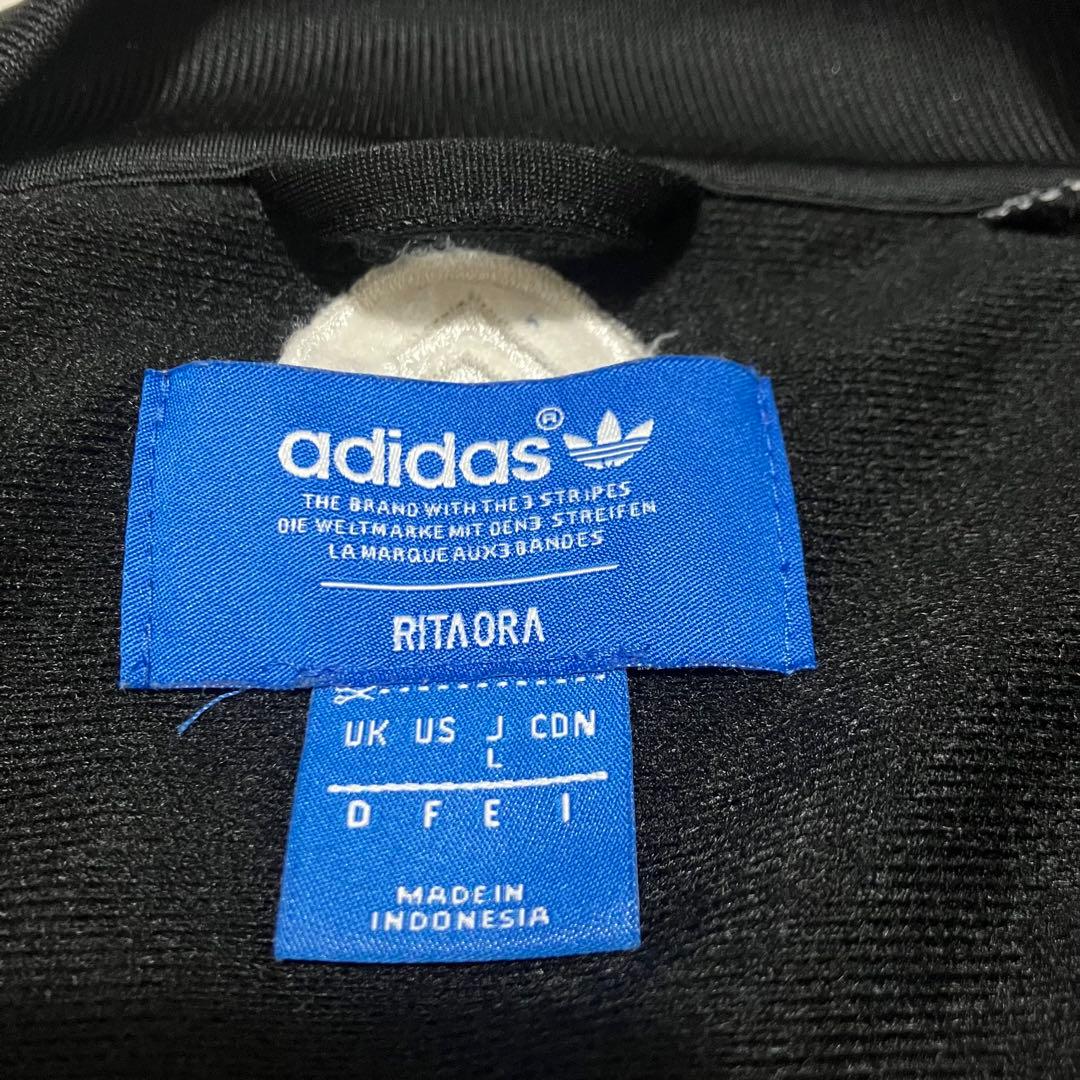 adidas®
THE BRAND WITH THE 3 STRIPES
DIE WELTMARKE MIT DEN 3 STREIFEN
LA MARQUE AUX 3 BANDES
RITA ORA
UK US J CDN
L
D F E I
MADE IN
INDONESIA